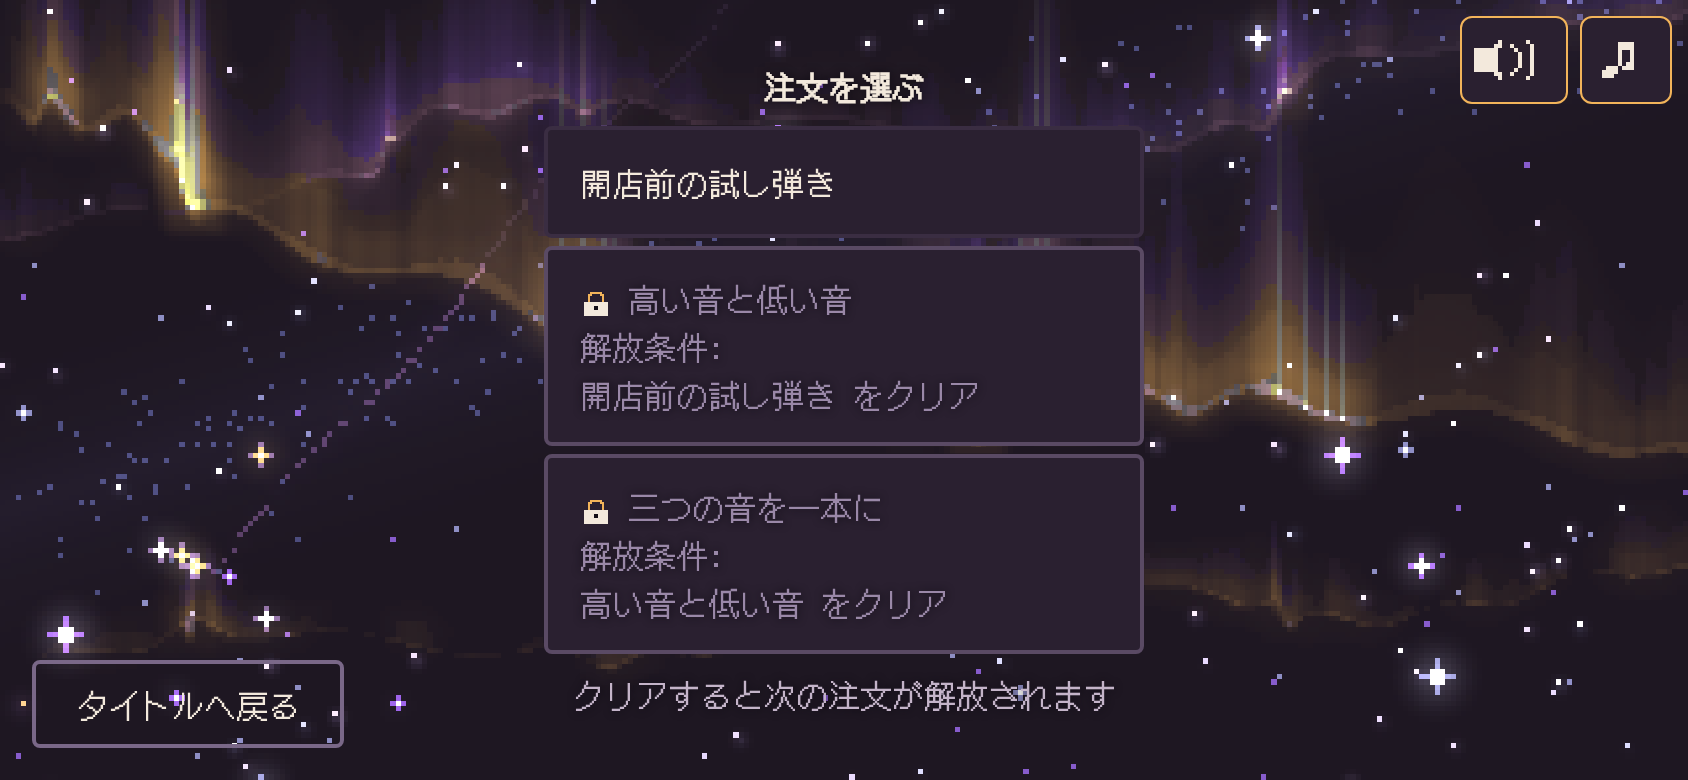 注文を選ぶ
開店前の試し弾き
高い音と低い音
解放条件:
開店前の試し弾き をクリア
三つの音を一本に
解放条件:
高い音と低い音 をクリア
クリアすると次の注文が解放されます
タイトルへ戻る